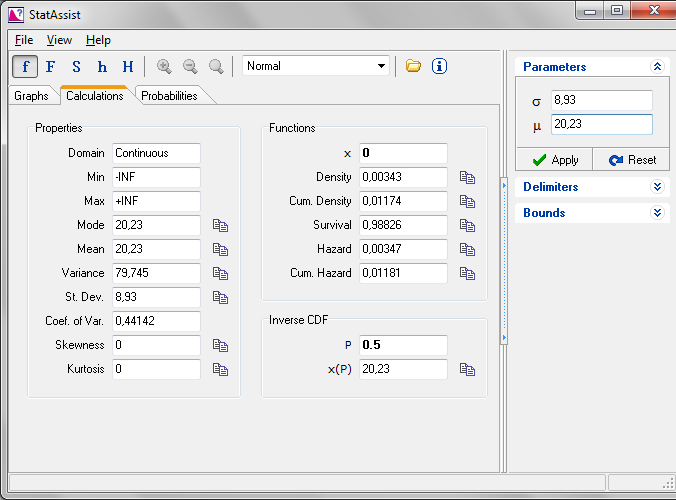 StatAssist
File View Help
f F S h H Normal
Graphs Calculations Probabilities
Properties
Domain Continuous
Min -INF
Max +INF
Mode 20,23
Mean 20,23
Variance 79,745
St. Dev. 8,93
Coef. of Var. 0,44142
Skewness 0
Kurtosis 0
Functions
x 0
Density 0,00343
Cum. Density 0,01174
Survival 0,98826
Hazard 0,00347
Cum. Hazard 0,01181
Inverse CDF
P 0.5
x(P) 20,23
Parameters
σ 8,93
μ 20,23
Apply Reset
Delimiters
Bounds